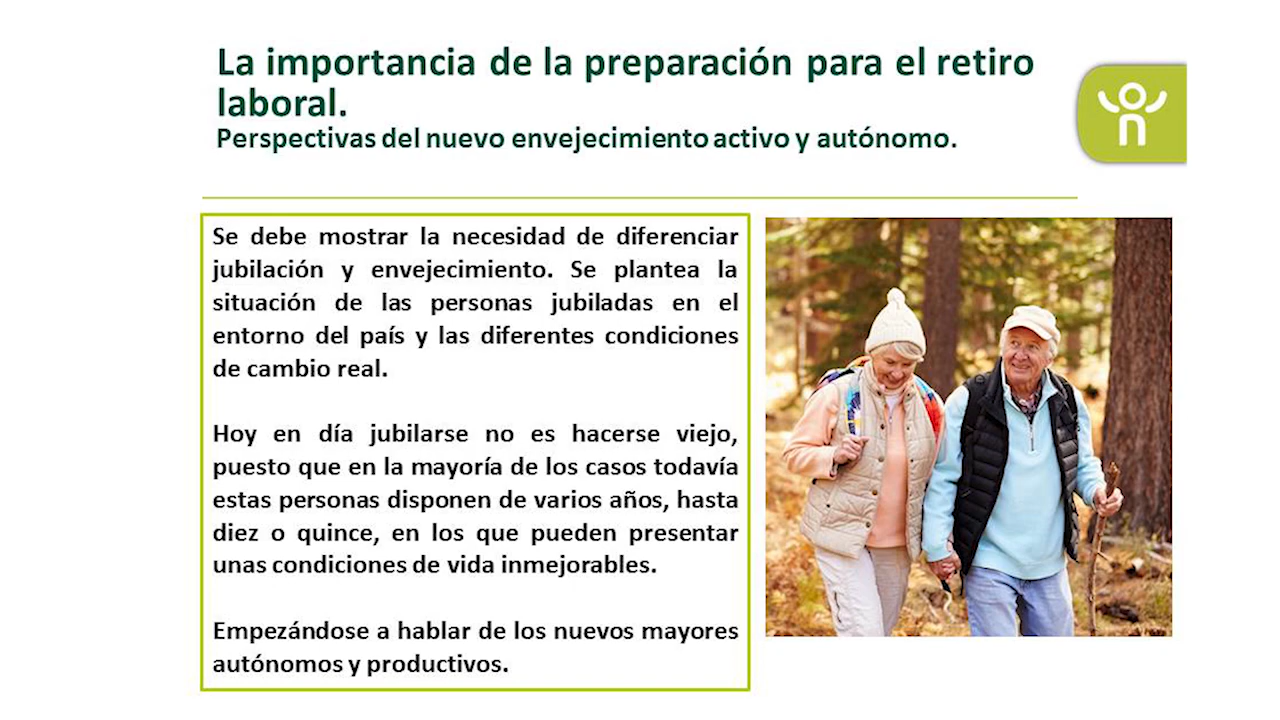 La importancia de la preparación para el retiro
laboral.
Perspectivas del nuevo envejecimiento activo y autónomo.
Se debe mostrar la necesidad de diferenciar
jubilación y envejecimiento. Se plantea la
situación de las personas jubiladas en el
entorno del país y las diferentes condiciones
de cambio real.
Hoy en día jubilarse no es hacerse viejo,
puesto que en la mayoría de los casos todavía
estas personas disponen de varios años, hasta
diez o quince, en los que pueden presentar
unas condiciones de vida inmejorables.
Empezándose a hablar de los nuevos mayores
autónomos y productivos.